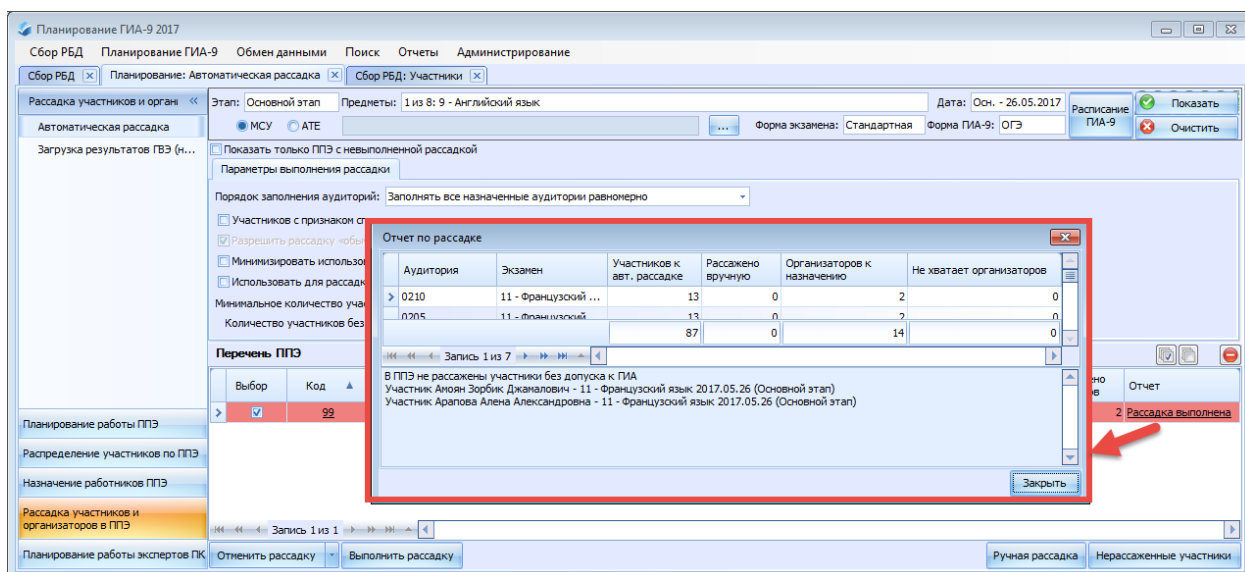 Планирование ГИА-9 2017
Сбор РБД Планирование ГИА-9 Обмен данными Поиск Отчеты Администрирование
Сбор РБД Планирование: Автоматическая рассадка Сбор РБД: Участники
Рассадка участников и органи
Этап: Основной этап Предметы: 1 из 8: 9 - Английский язык Дата: Осн. - 26.05.2017 Расписание ГИА-9 Показать
Автоматическая рассадка
МСУ АТЕ ... Форма экзамена: Стандартная Форма ГИА-9: ОГЭ Очистить
Загрузка результатов ГВЭ (н...
Показать только ППЭ с невыполненной рассадкой
Параметры выполнения рассадки
Порядок заполнения аудиторий: Заполнять все назначенные аудитории равномерно
Участников с признаком
Разрешить рассадку
Минимизировать
Использовать для
Минимальное количество
Количество участников без
Отчет по рассадке
Аудитория Экзамен Участников к авт. рассадке Рассажено вручную Организаторов к назначению Не хватает организаторов
0210 11 - Французский ... 13 0 2 0
0205 11 - Французский 13 0 2 0
87 0 14 0
Запись 1 из 7
В ППЭ не рассажены участники без допуска к ГИА
Участник Амоян Зорбик Джамалович - 11 - Французский язык 2017.05.26 (Основной этап)
Участник Арапова Алена Александровна - 11 - Французский язык 2017.05.26 (Основной этап)
Закрыть
Перечень ППЭ
Выбор Код Отчет
99 2 Рассадка выполнена
Планирование работы ППЭ
Распределение участников по ППЭ
Назначение работников ППЭ
Рассадка участников и
организаторов в ППЭ
Запись 1 из 1
Планирование работы экспертов ПК Отменить рассадку Выполнить рассадку Ручная рассадка Нерассаженные участники